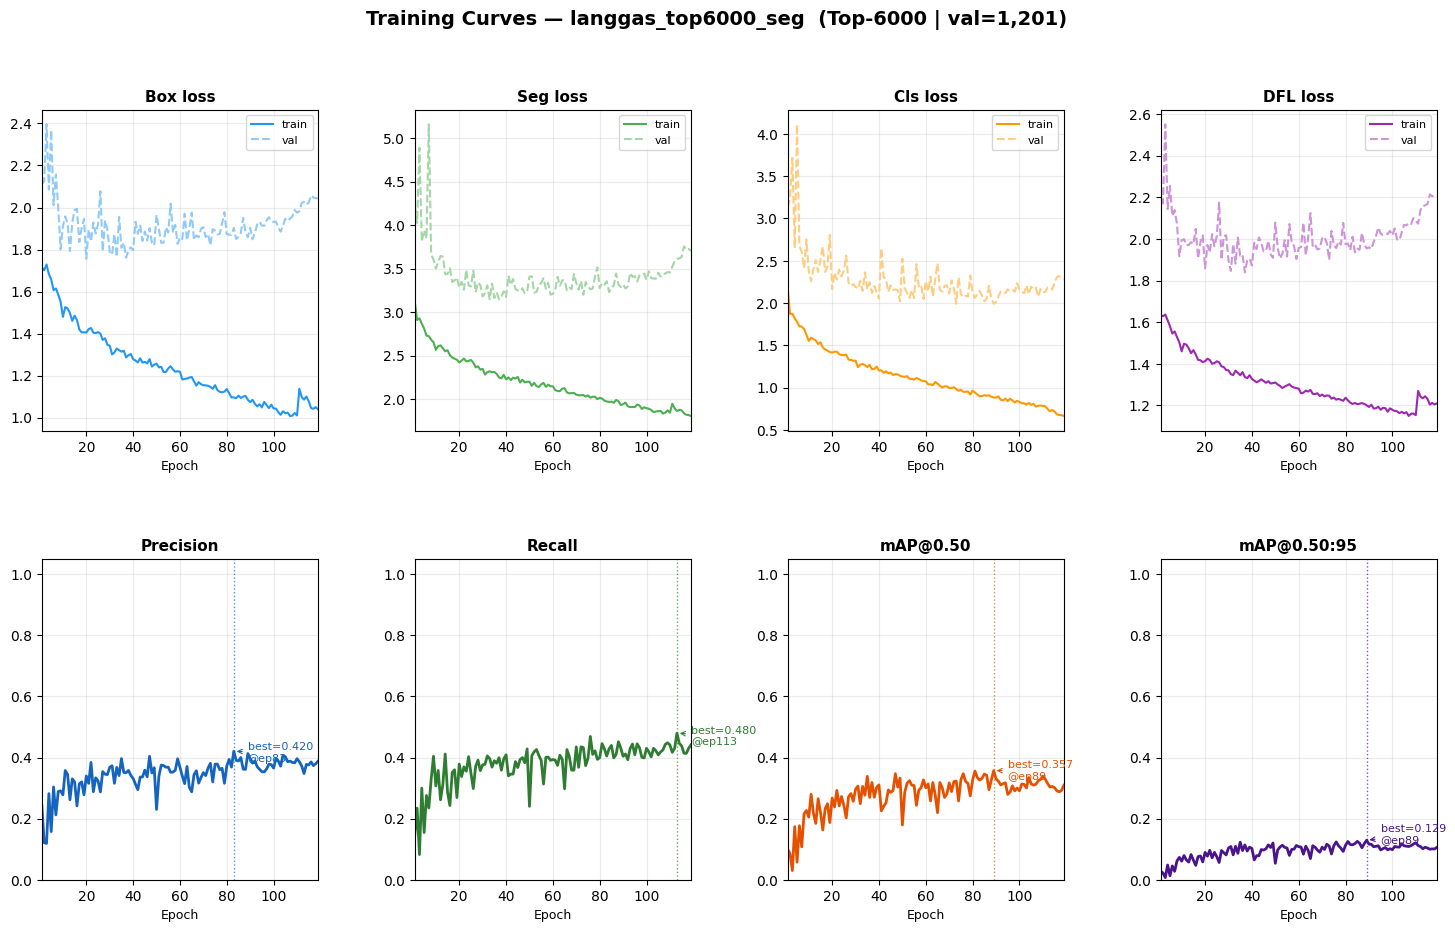 Training Curves — langgas_top6000_seg  (Top-6000 | val=1,201)
Box loss
train
val
2.4
2.2
2.0
1.8
1.6
1.4
1.2
1.0
20 40 60 80 100
Epoch
Seg loss
train
val
5.0
4.5
4.0
3.5
3.0
2.5
2.0
20 40 60 80 100
Epoch
Cls loss
train
val
4.0
3.5
3.0
2.5
2.0
1.5
1.0
0.5
20 40 60 80 100
Epoch
DFL loss
train
val
2.6
2.4
2.2
2.0
1.8
1.6
1.4
1.2
20 40 60 80 100
Epoch
Precision
1.0
0.8
0.6
0.4
0.2
0.0
best=0.420
@ep83
20 40 60 80 100
Epoch
Recall
1.0
0.8
0.6
0.4
0.2
0.0
best=0.480
@ep113
20 40 60 80 100
Epoch
mAP@0.50
1.0
0.8
0.6
0.4
0.2
0.0
best=0.357
@ep89
20 40 60 80 100
Epoch
mAP@0.50:95
1.0
0.8
0.6
0.4
0.2
0.0
best=0.129
@ep89
20 40 60 80 100
Epoch